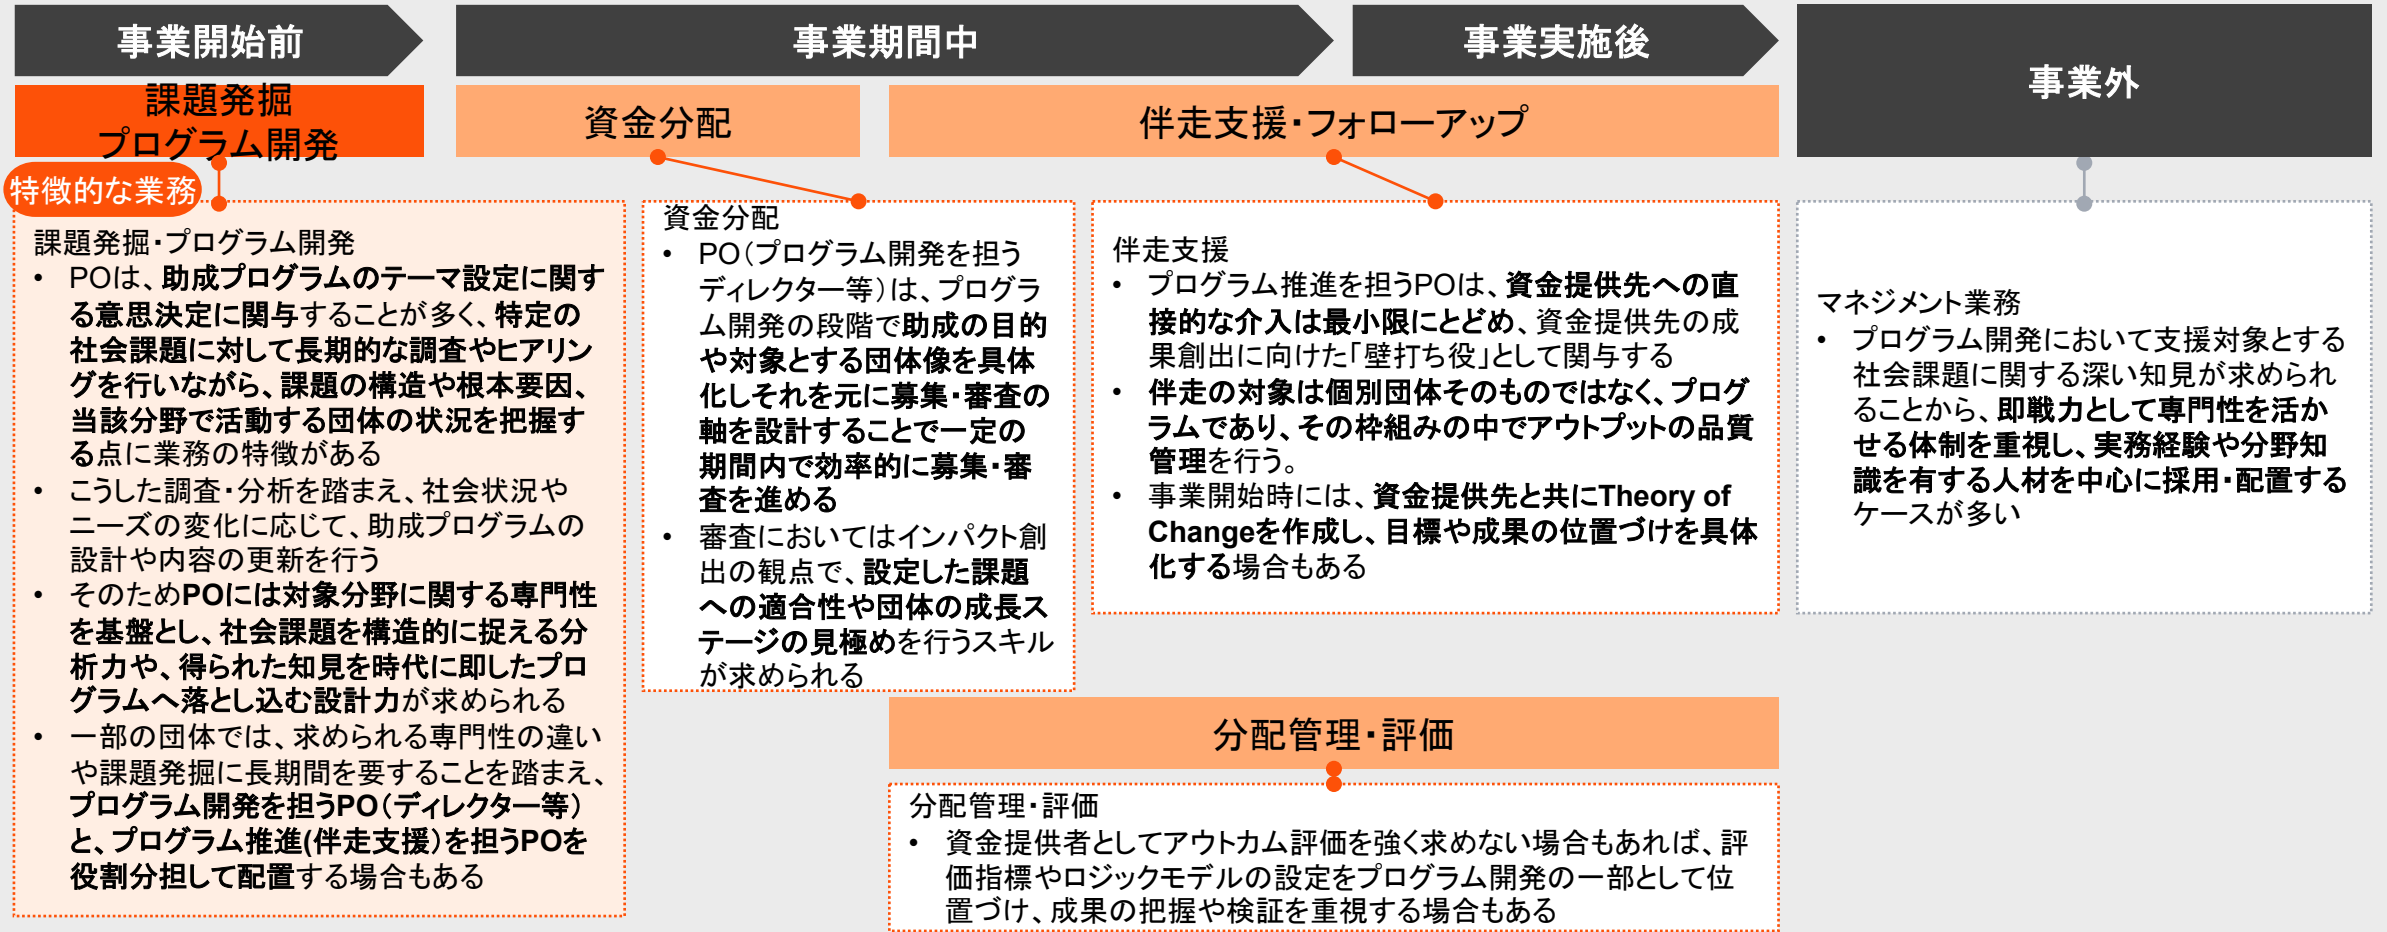 事業開始前
事業期間中
事業実施後
事業外
課題発掘
プログラム開発
資金分配
伴走支援・フォローアップ
特徴的な業務
課題発掘・プログラム開発
• POは、助成プログラムのテーマ設定に関す
る意思決定に関与することが多く、特定の
社会課題に対して長期的な調査やヒアリン
グを行いながら、課題の構造や根本要因、
当該分野で活動する団体の状況を把握す
る点に業務の特徴がある
• こうした調査・分析を踏まえ、社会状況や
ニーズの変化に応じて、助成プログラムの
設計や内容の更新を行う
• そのためPOには対象分野に関する専門性
を基盤とし、社会課題を構造的に捉える分
析力や、得られた知見を時代に即したプロ
グラムへ落とし込む設計力が求められる
• 一部の団体では、求められる専門性の違い
や課題発掘に長期間を要することを踏まえ、
プログラム開発を担うPO（ディレクター等）
と、プログラム推進(伴走支援）を担うPOを
役割分担して配置する場合もある
資金分配
• PO（プログラム開発を担う
ディレクター等）は、プログラ
ム開発の段階で助成の目的
や対象とする団体像を具体
化しそれを元に募集・審査の
軸を設計することで一定の
期間内で効率的に募集・審
査を進める
• 審査においてはインパクト創
出の観点で、設定した課題
への適合性や団体の成長ス
テージの見極めを行うスキル
が求められる
伴走支援
• プログラム推進を担うPOは、資金提供先への直
接的な介入は最小限にとどめ、資金提供先の成
果創出に向けた「壁打ち役」として関与する
• 伴走の対象は個別団体そのものではなく、プログ
ラムであり、その枠組みの中でアウトプットの品質
管理を行う。
• 事業開始時には、資金提供先と共にTheory of
Changeを作成し、目標や成果の位置づけを具体
化する場合もある
マネジメント業務
• プログラム開発において支援対象とする
社会課題に関する深い知見が求められ
ることから、即戦力として専門性を活か
せる体制を重視し、実務経験や分野知
識を有する人材を中心に採用・配置する
ケースが多い
分配管理・評価
分配管理・評価
• 資金提供者としてアウトカム評価を強く求めない場合もあれば、評
価指標やロジックモデルの設定をプログラム開発の一部として位
置づけ、成果の把握や検証を重視する場合もある